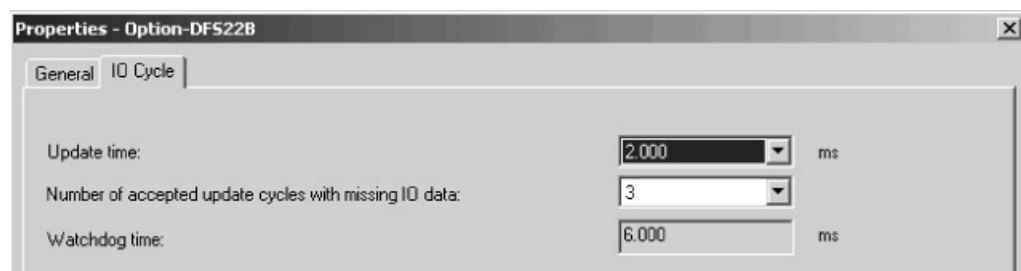 Properties - Option-DFS22B
General IO Cycle
Update time: 2.000 ms
Number of accepted update cycles with missing IO data: 3
Watchdog time: 6.000 ms